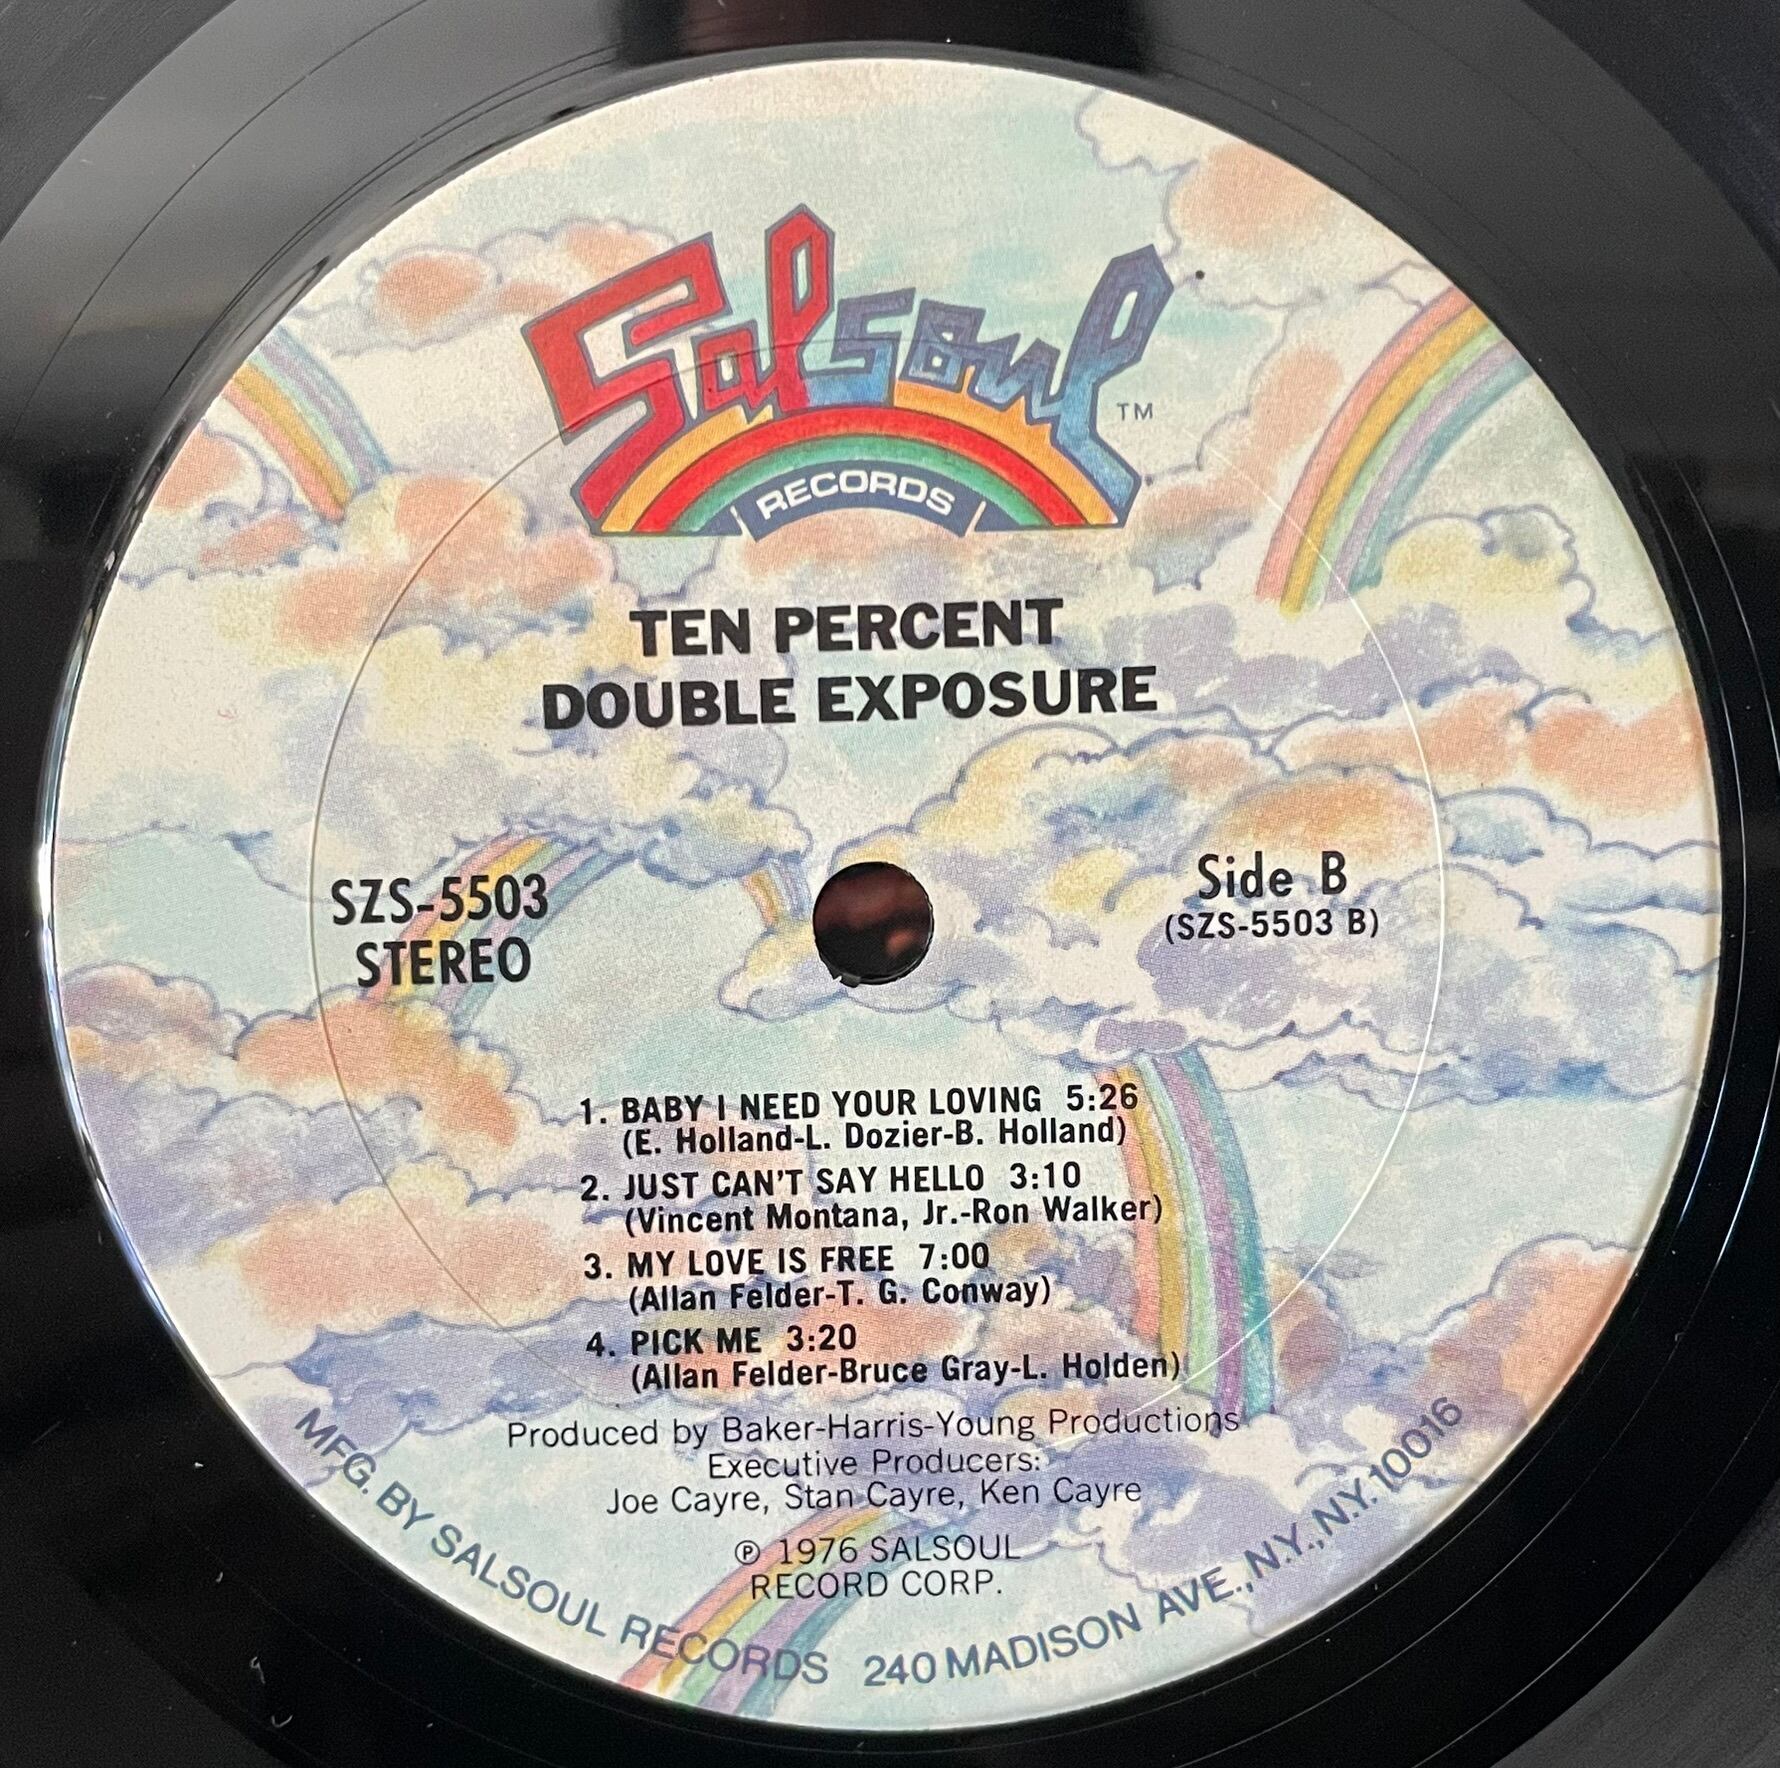 Salsoul
TM
RECORDS
TEN PERCENT
DOUBLE EXPOSURE
SZS-5503
STEREO
Side B
(SZS-5503 B)
1. BABY I NEED YOUR LOVING 5:26
(E. Holland-L. Dozier-B. Holland)
2. JUST CAN'T SAY HELLO 3:10
(Vincent Montana, Jr.-Ron Walker)
3. MY LOVE IS FREE 7:00
(Allan Felder-T. G. Conway)
4. PICK ME 3:20
(Allan Felder-Bruce Gray-L. Holden)
Produced by Baker-Harris-Young Productions
Executive Producers:
Joe Cayre, Stan Cayre, Ken Cayre
℗ 1976 SALSOUL
RECORD CORP.
MFG. BY SALSOUL RECORDS 240 MADISON AVE., N.Y., N.Y. 10016